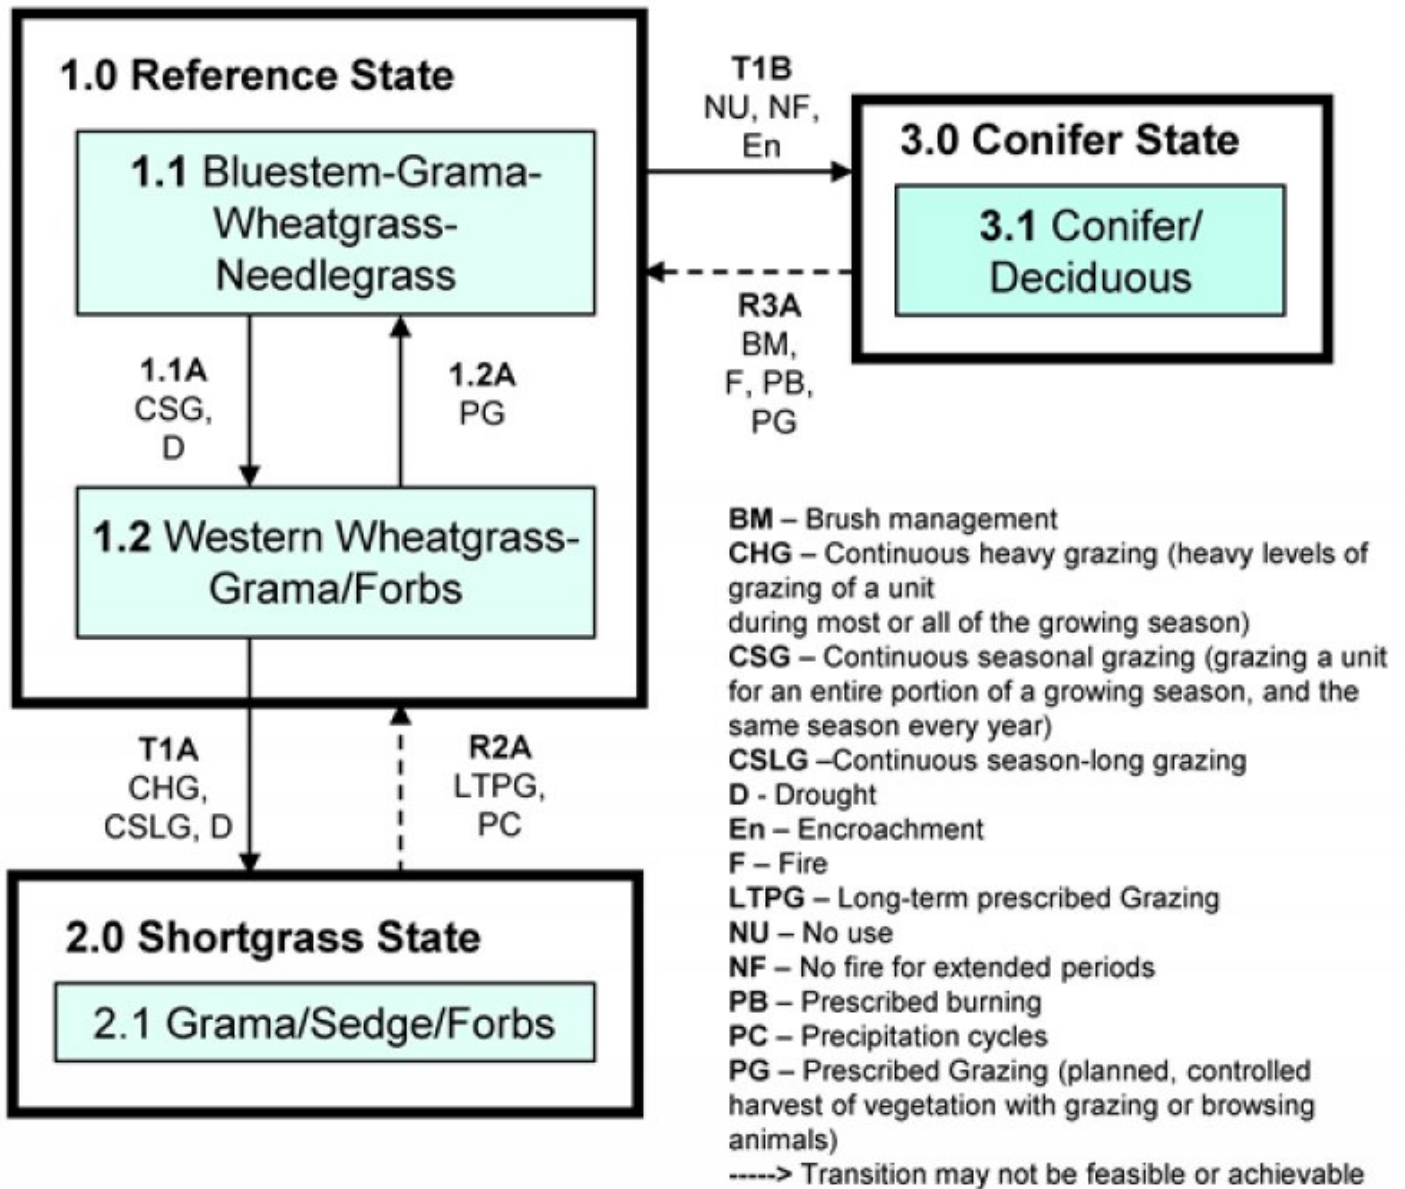 1.0 Reference State
1.1 Bluestem-Grama-
Wheatgrass-
Needlegrass
1.1A
CSG,
D
1.2A
PG
1.2 Western Wheatgrass-
Grama/Forbs
T1A
CHG,
CSLG, D
R2A
LTPG,
PC
2.0 Shortgrass State
2.1 Grama/Sedge/Forbs
T1B
NU, NF,
En
R3A
BM,
F, PB,
PG
3.0 Conifer State
3.1 Conifer/
Deciduous
BM – Brush management
CHG – Continuous heavy grazing (heavy levels of
grazing of a unit
during most or all of the growing season)
CSG – Continuous seasonal grazing (grazing a unit
for an entire portion of a growing season, and the
same season every year)
CSLG –Continuous season-long grazing
D - Drought
En – Encroachment
F – Fire
LTPG – Long-term prescribed Grazing
NU – No use
NF – No fire for extended periods
PB – Prescribed burning
PC – Precipitation cycles
PG – Prescribed Grazing (planned, controlled
harvest of vegetation with grazing or browsing
animals)
-----> Transition may not be feasible or achievable